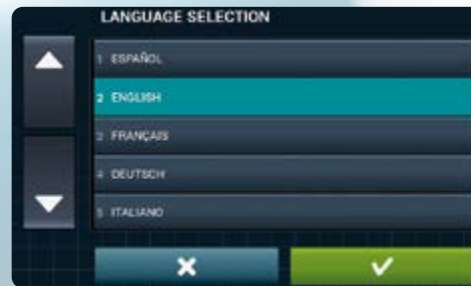 LANGUAGE SELECTION
1 ESPAÑOL
2 ENGLISH
3 FRANÇAIS
4 DEUTSCH
5 ITALIANO